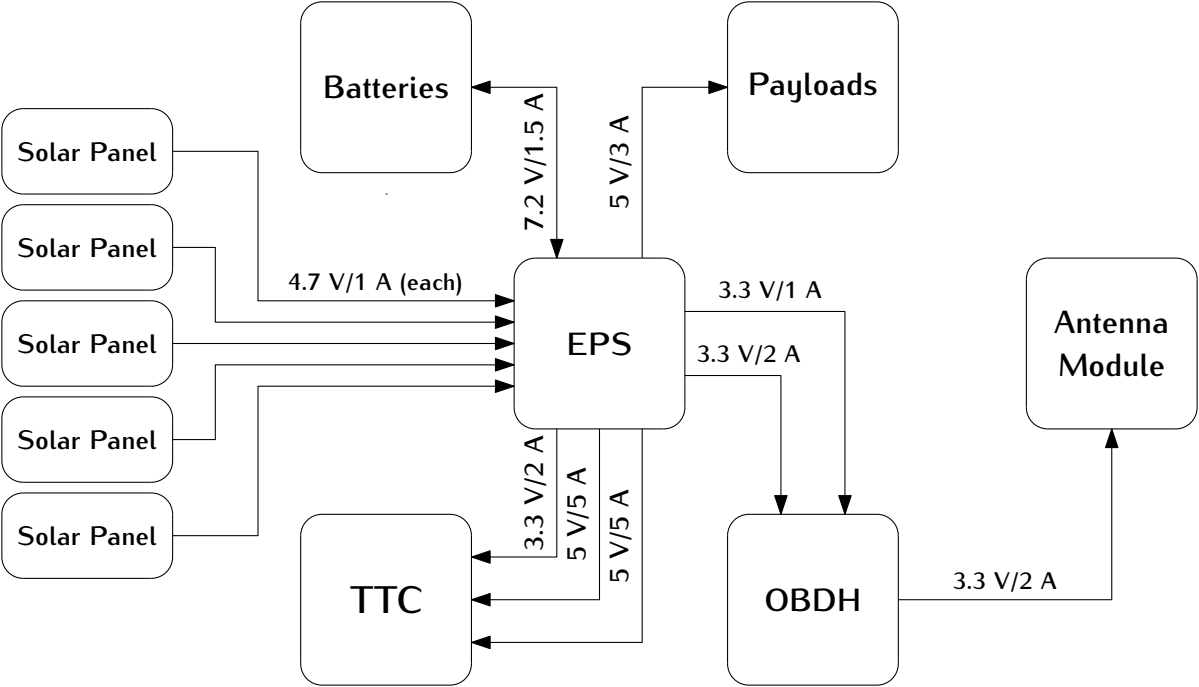 Batteries
Payloads
Solar Panel
7.2 V/1.5 A
5 V/3 A
Solar Panel
4.7 V/1 A (each)
3.3 V/1 A
Solar Panel
EPS
3.3 V/2 A
Antenna
Module
Solar Panel
3.3 V/2 A
5 V/5 A
5 V/5 A
Solar Panel
TTC
OBDH
3.3 V/2 A